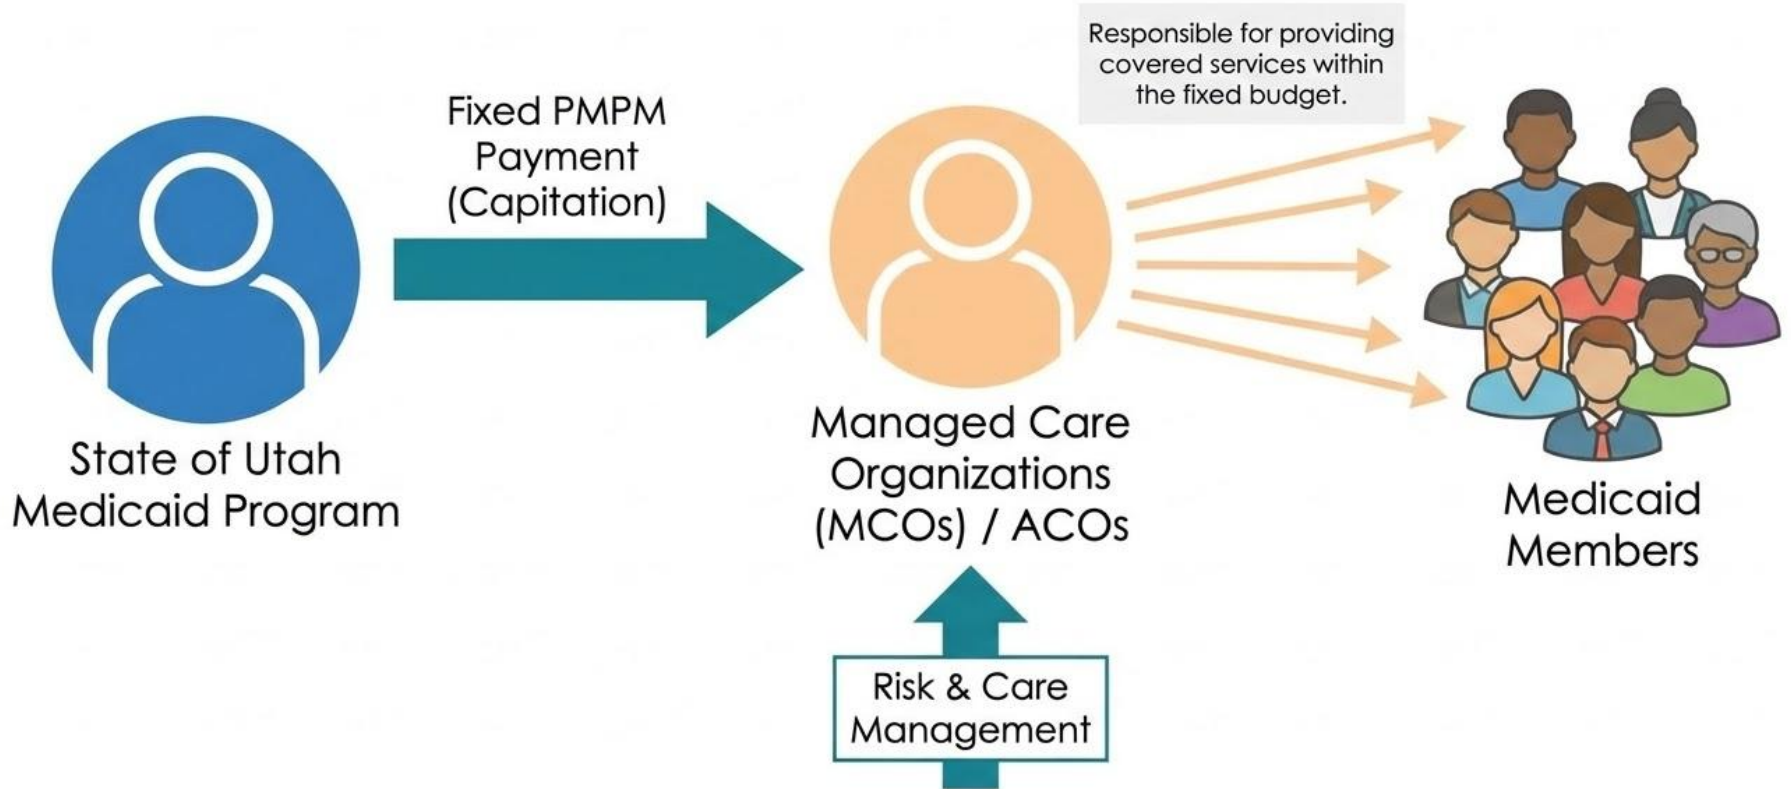 Responsible for providing
covered services within
the fixed budget.
Fixed PMPM
Payment
(Capitation)
State of Utah
Medicaid Program
Managed Care
Organizations
(MCOs) / ACOs
Medicaid
Members
Risk & Care
Management